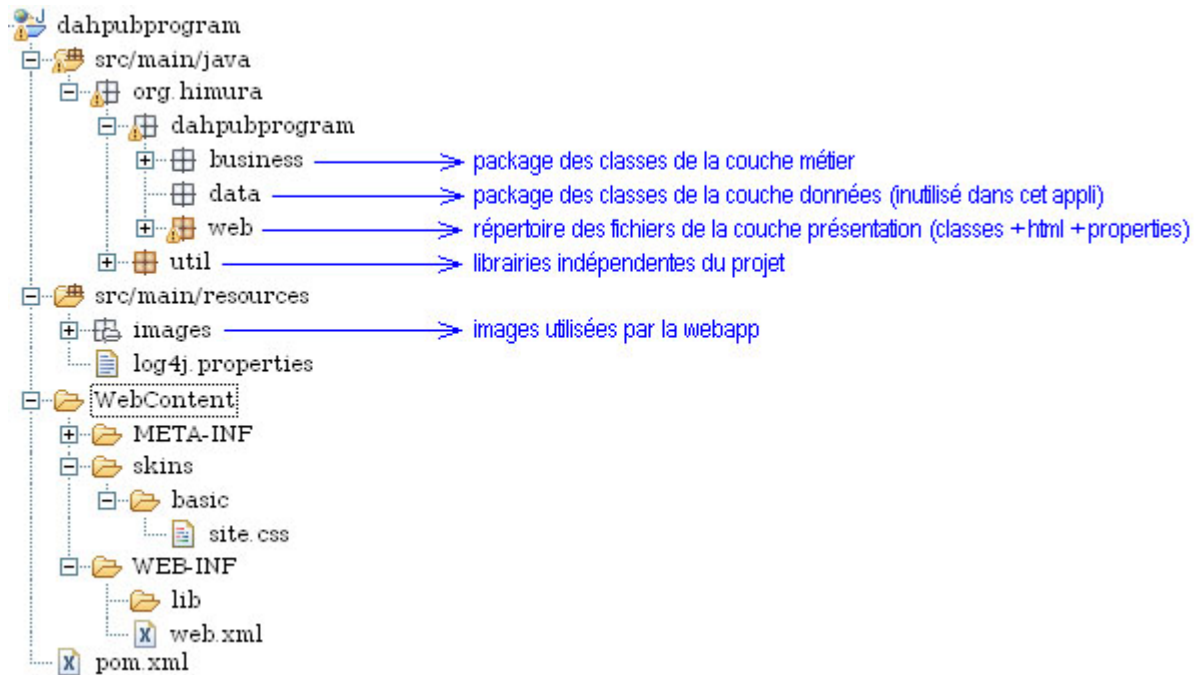 dahpubprogram
src/main/java
org.himura
dahpubprogram
business package des classes de la couche métier
data package des classes de la couche données (inutilisé dans cet appli)
web répertoire des fichiers de la couche présentation (classes +html +properties)
util librairies indépendentes du projet
src/main/resources
images images utilisées par la webapp
log4j.properties
WebContent
META-INF
skins
basic
site.css
WEB-INF
lib
web.xml
pom.xml